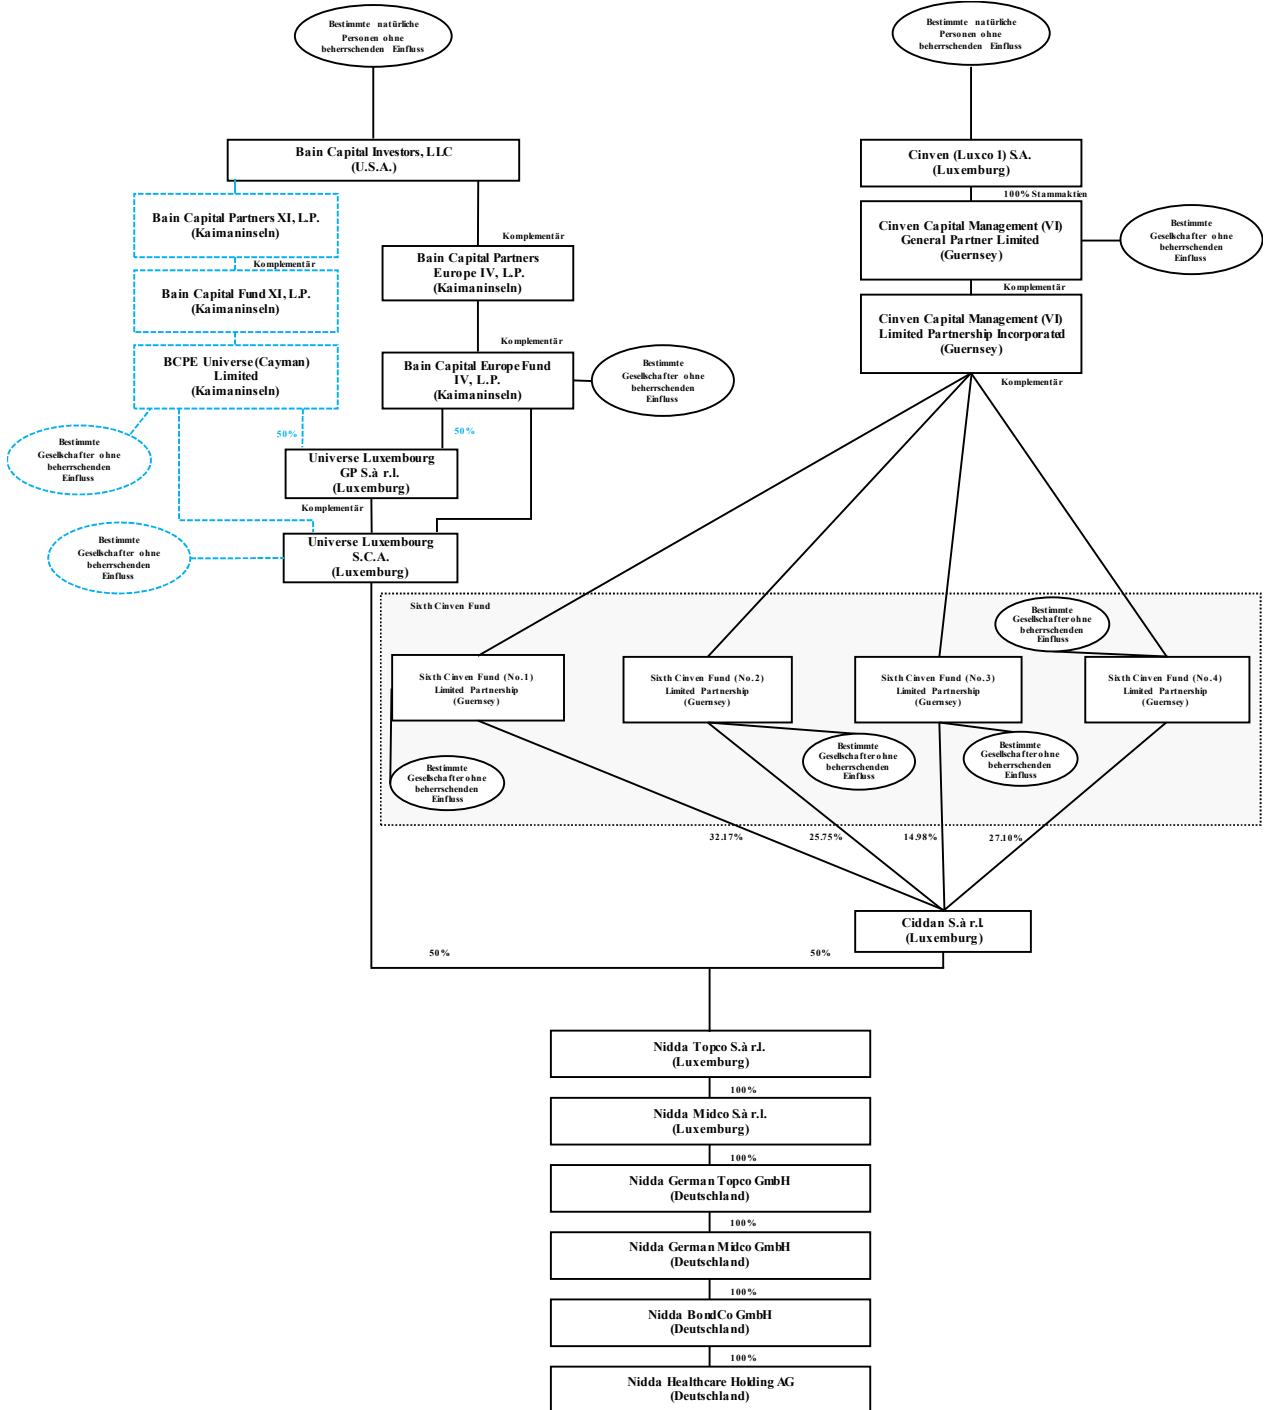 Bestimmte natürliche
Personen ohne
beherrschenden Einfluss
Bestimmte natürliche
Personen ohne
beherrschenden Einfluss
Bain Capital Investors, LLC
(U.S.A.)
Cinven (Luxco 1) S.A.
(Luxemburg)
100% Stammaktien
Bain Capital Partners XI, L.P.
(Kaimaninseln)
Komplementär
Bain Capital Fund XI, L.P.
(Kaimaninseln)
BCPE Universe (Cayman)
Limited
(Kaimaninseln)
Komplementär
Bain Capital Partners
Europe IV, L.P.
(Kaimaninseln)
Komplementär
Bain Capital Europe Fund
IV, L.P.
(Kaimaninseln)
Bestimmte
Gesellschafter ohne
beherrschenden
Einfluss
Cinven Capital Management (VI)
General Partner Limited
(Guernsey)
Bestimmte
Gesellschafter ohne
beherrschenden
Einfluss
Komplementär
Cinven Capital Management (VI)
Limited Partnership Incorporated
(Guernsey)
Komplementär
Bestimmte
Gesellschafter ohne
beherrschenden
Einfluss
50%
50%
Universe Luxembourg
GP S.à r.l.
(Luxemburg)
Komplementär
Bestimmte
Gesellschafter ohne
beherrschenden
Einfluss
Universe Luxembourg
S.C.A.
(Luxemburg)
Sixth Cinven Fund
Bestimmte
Gesellschafter ohne
beherrschenden
Einfluss
Sixth Cinven Fund (No.1)
Limited Partnership
(Guernsey)
Sixth Cinven Fund (No.2)
Limited Partnership
(Guernsey)
Sixth Cinven Fund (No.3)
Limited Partnership
(Guernsey)
Sixth Cinven Fund (No.4)
Limited Partnership
(Guernsey)
Bestimmte
Gesellschafter ohne
beherrschenden
Einfluss
Bestimmte
Gesellschafter ohne
beherrschenden
Einfluss
Bestimmte
Gesellschafter ohne
beherrschenden
Einfluss
32.17%
25.75%
14.98%
27.10%
Ciddan S.à r.l.
(Luxemburg)
50%
50%
Nidda Topco S.à r.l.
(Luxemburg)
100%
Nidda Midco S.à r.l.
(Luxemburg)
100%
Nidda German Topco GmbH
(Deutschland)
100%
Nidda German Midco GmbH
(Deutschland)
100%
Nidda BondCo GmbH
(Deutschland)
100%
Nidda Healthcare Holding AG
(Deutschland)